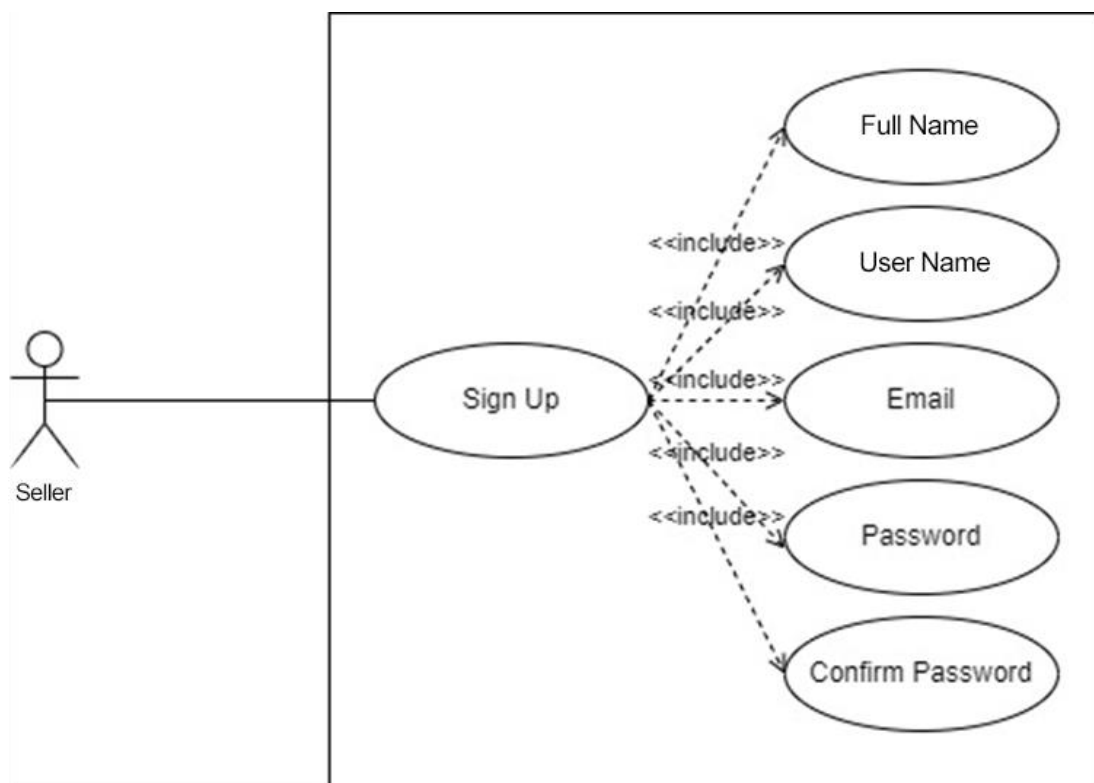 Full Name
<<include>>
User Name
<<include>>
<<include>>
Sign Up
Email
<<include>>
Seller
<<include>>
Password
Confirm Password